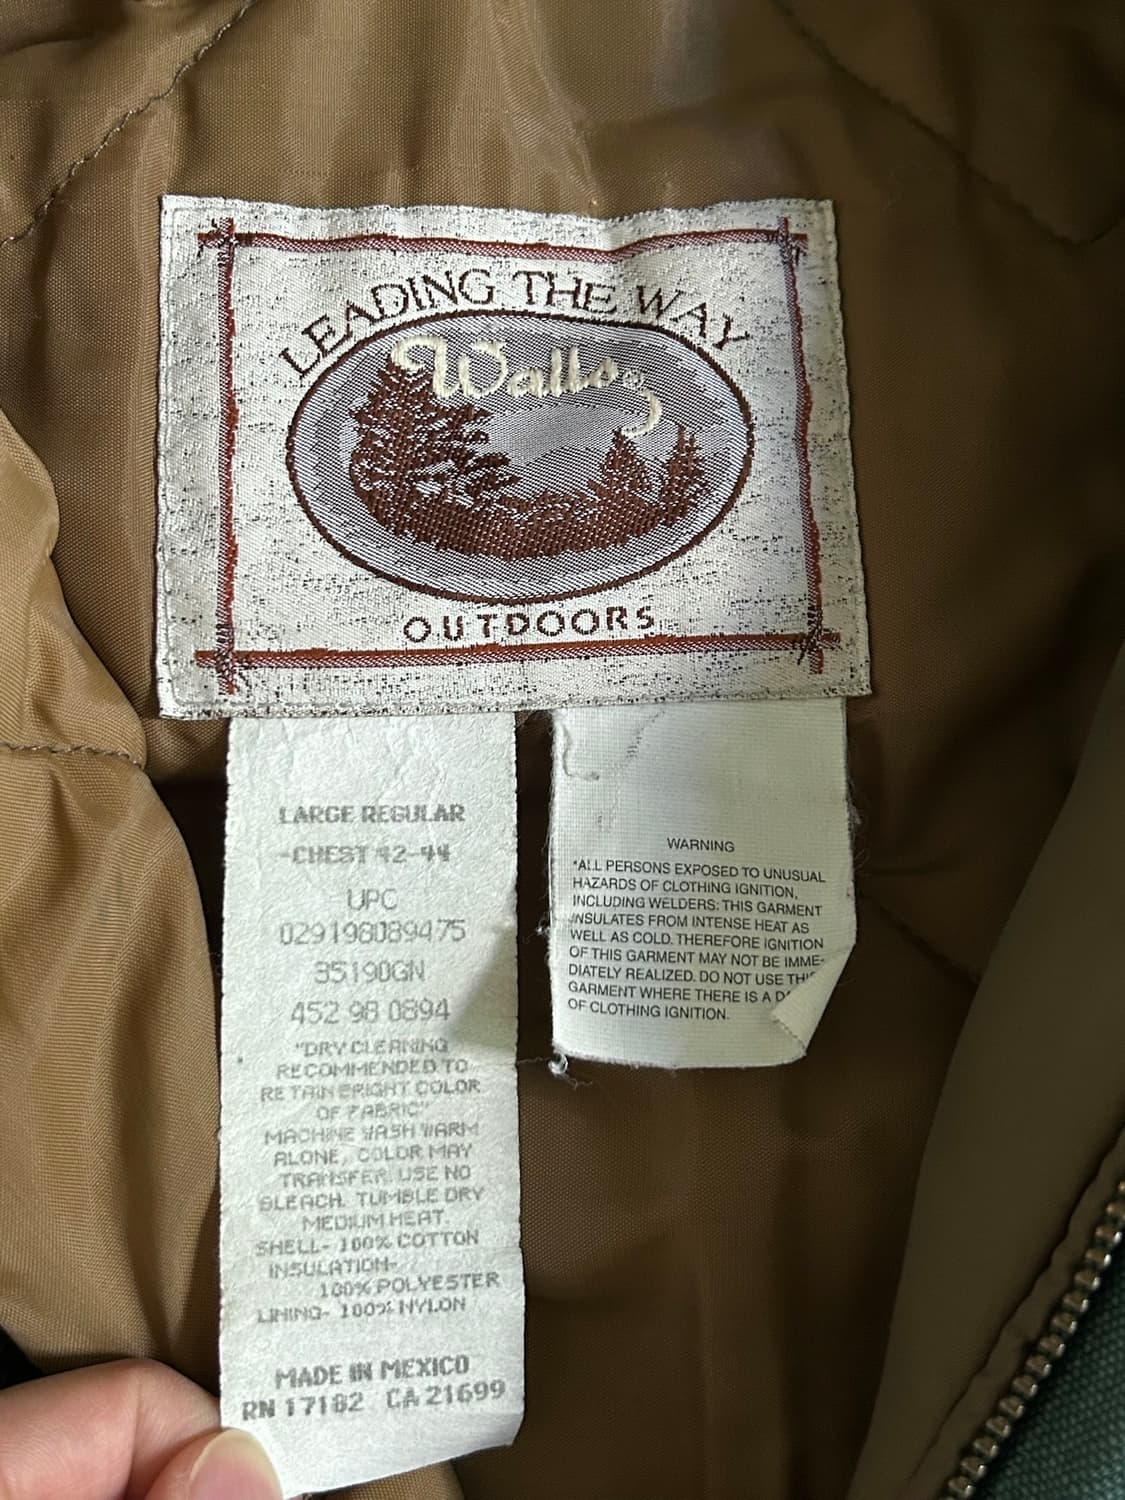 LEADING THE WAY
Walls
OUTDOORS
LARGE REGULAR
-CHEST 42-44
UPC
029198089475
35190GN
452 98 0894
"DRY CLEANING
RECOMMENDED TO
RETAIN BRIGHT COLOR
OF FABRIC"
MACHINE WASH WARM
ALONE, COLOR MAY
TRANSFER. USE NO
BLEACH. TUMBLE DRY
MEDIUM HEAT.
SHELL- 100% COTTON
INSULATION-
100% POLYESTER
LINING- 100% NYLON
MADE IN MEXICO
RN 17182 CA 21699
WARNING
*ALL PERSONS EXPOSED TO UNUSUAL
HAZARDS OF CLOTHING IGNITION,
INCLUDING WELDERS: THIS GARMENT
INSULATES FROM INTENSE HEAT AS
WELL AS COLD. THEREFORE IGNITION
OF THIS GARMENT MAY NOT BE IMME-
DIATELY REALIZED. DO NOT USE THIS
GARMENT WHERE THERE IS A
OF CLOTHING IGNITION.